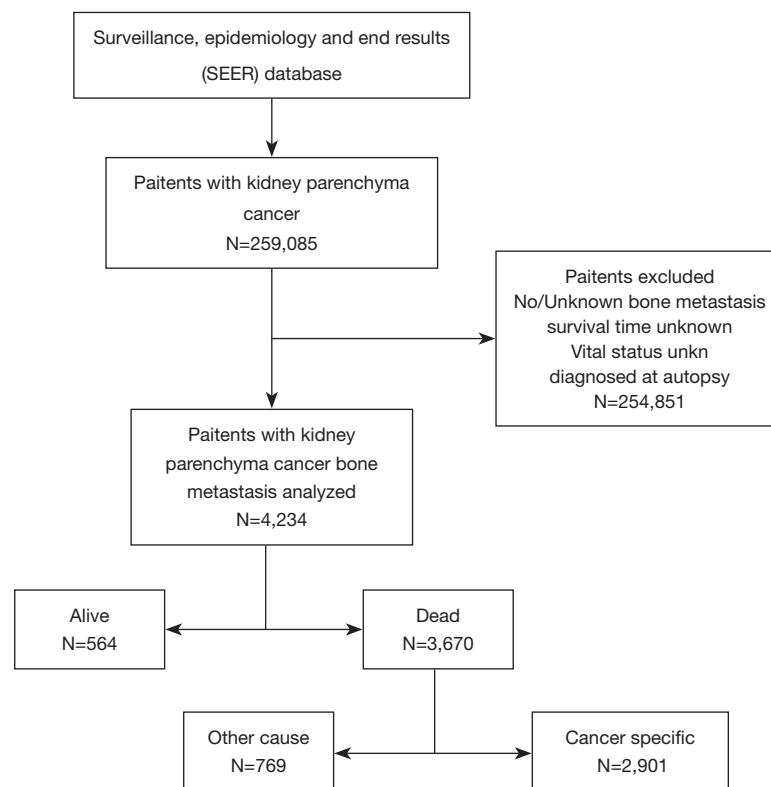 Surveillance, epidemiology and end results
(SEER) database
Paitents with kidney parenchyma
cancer
N=259,085
Paitents excluded
No/Unknown bone metastasis
survival time unknown
Vital status unkn
diagnosed at autopsy
N=254,851
Paitents with kidney
parenchyma cancer bone
metastasis analyzed
N=4,234
Alive
N=564
Dead
N=3,670
Other cause
N=769
Cancer specific
N=2,901